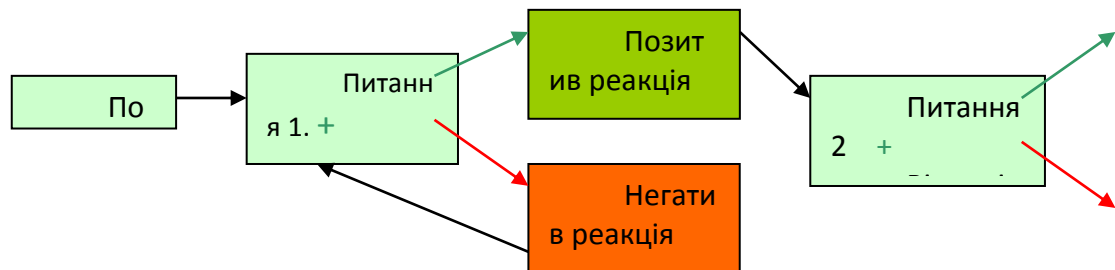 По
Питанн
я 1. +
Позит
ив реакція
Негати
в реакція
Питання
2 +